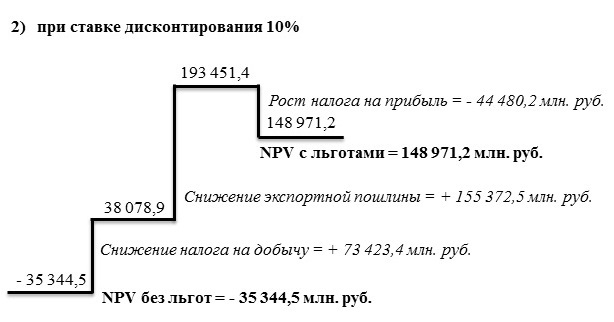 2) при ставке дисконтирования 10%
193 451,4
Рост налога на прибыль = - 44 480,2 млн. руб.
148 971,2
NPV с льготами = 148 971,2 млн. руб.
Снижение экспортной пошлины = + 155 372,5 млн. руб.
38 078,9
Снижение налога на добычу = + 73 423,4 млн. руб.
- 35 344,5
NPV без льгот = - 35 344,5 млн. руб.